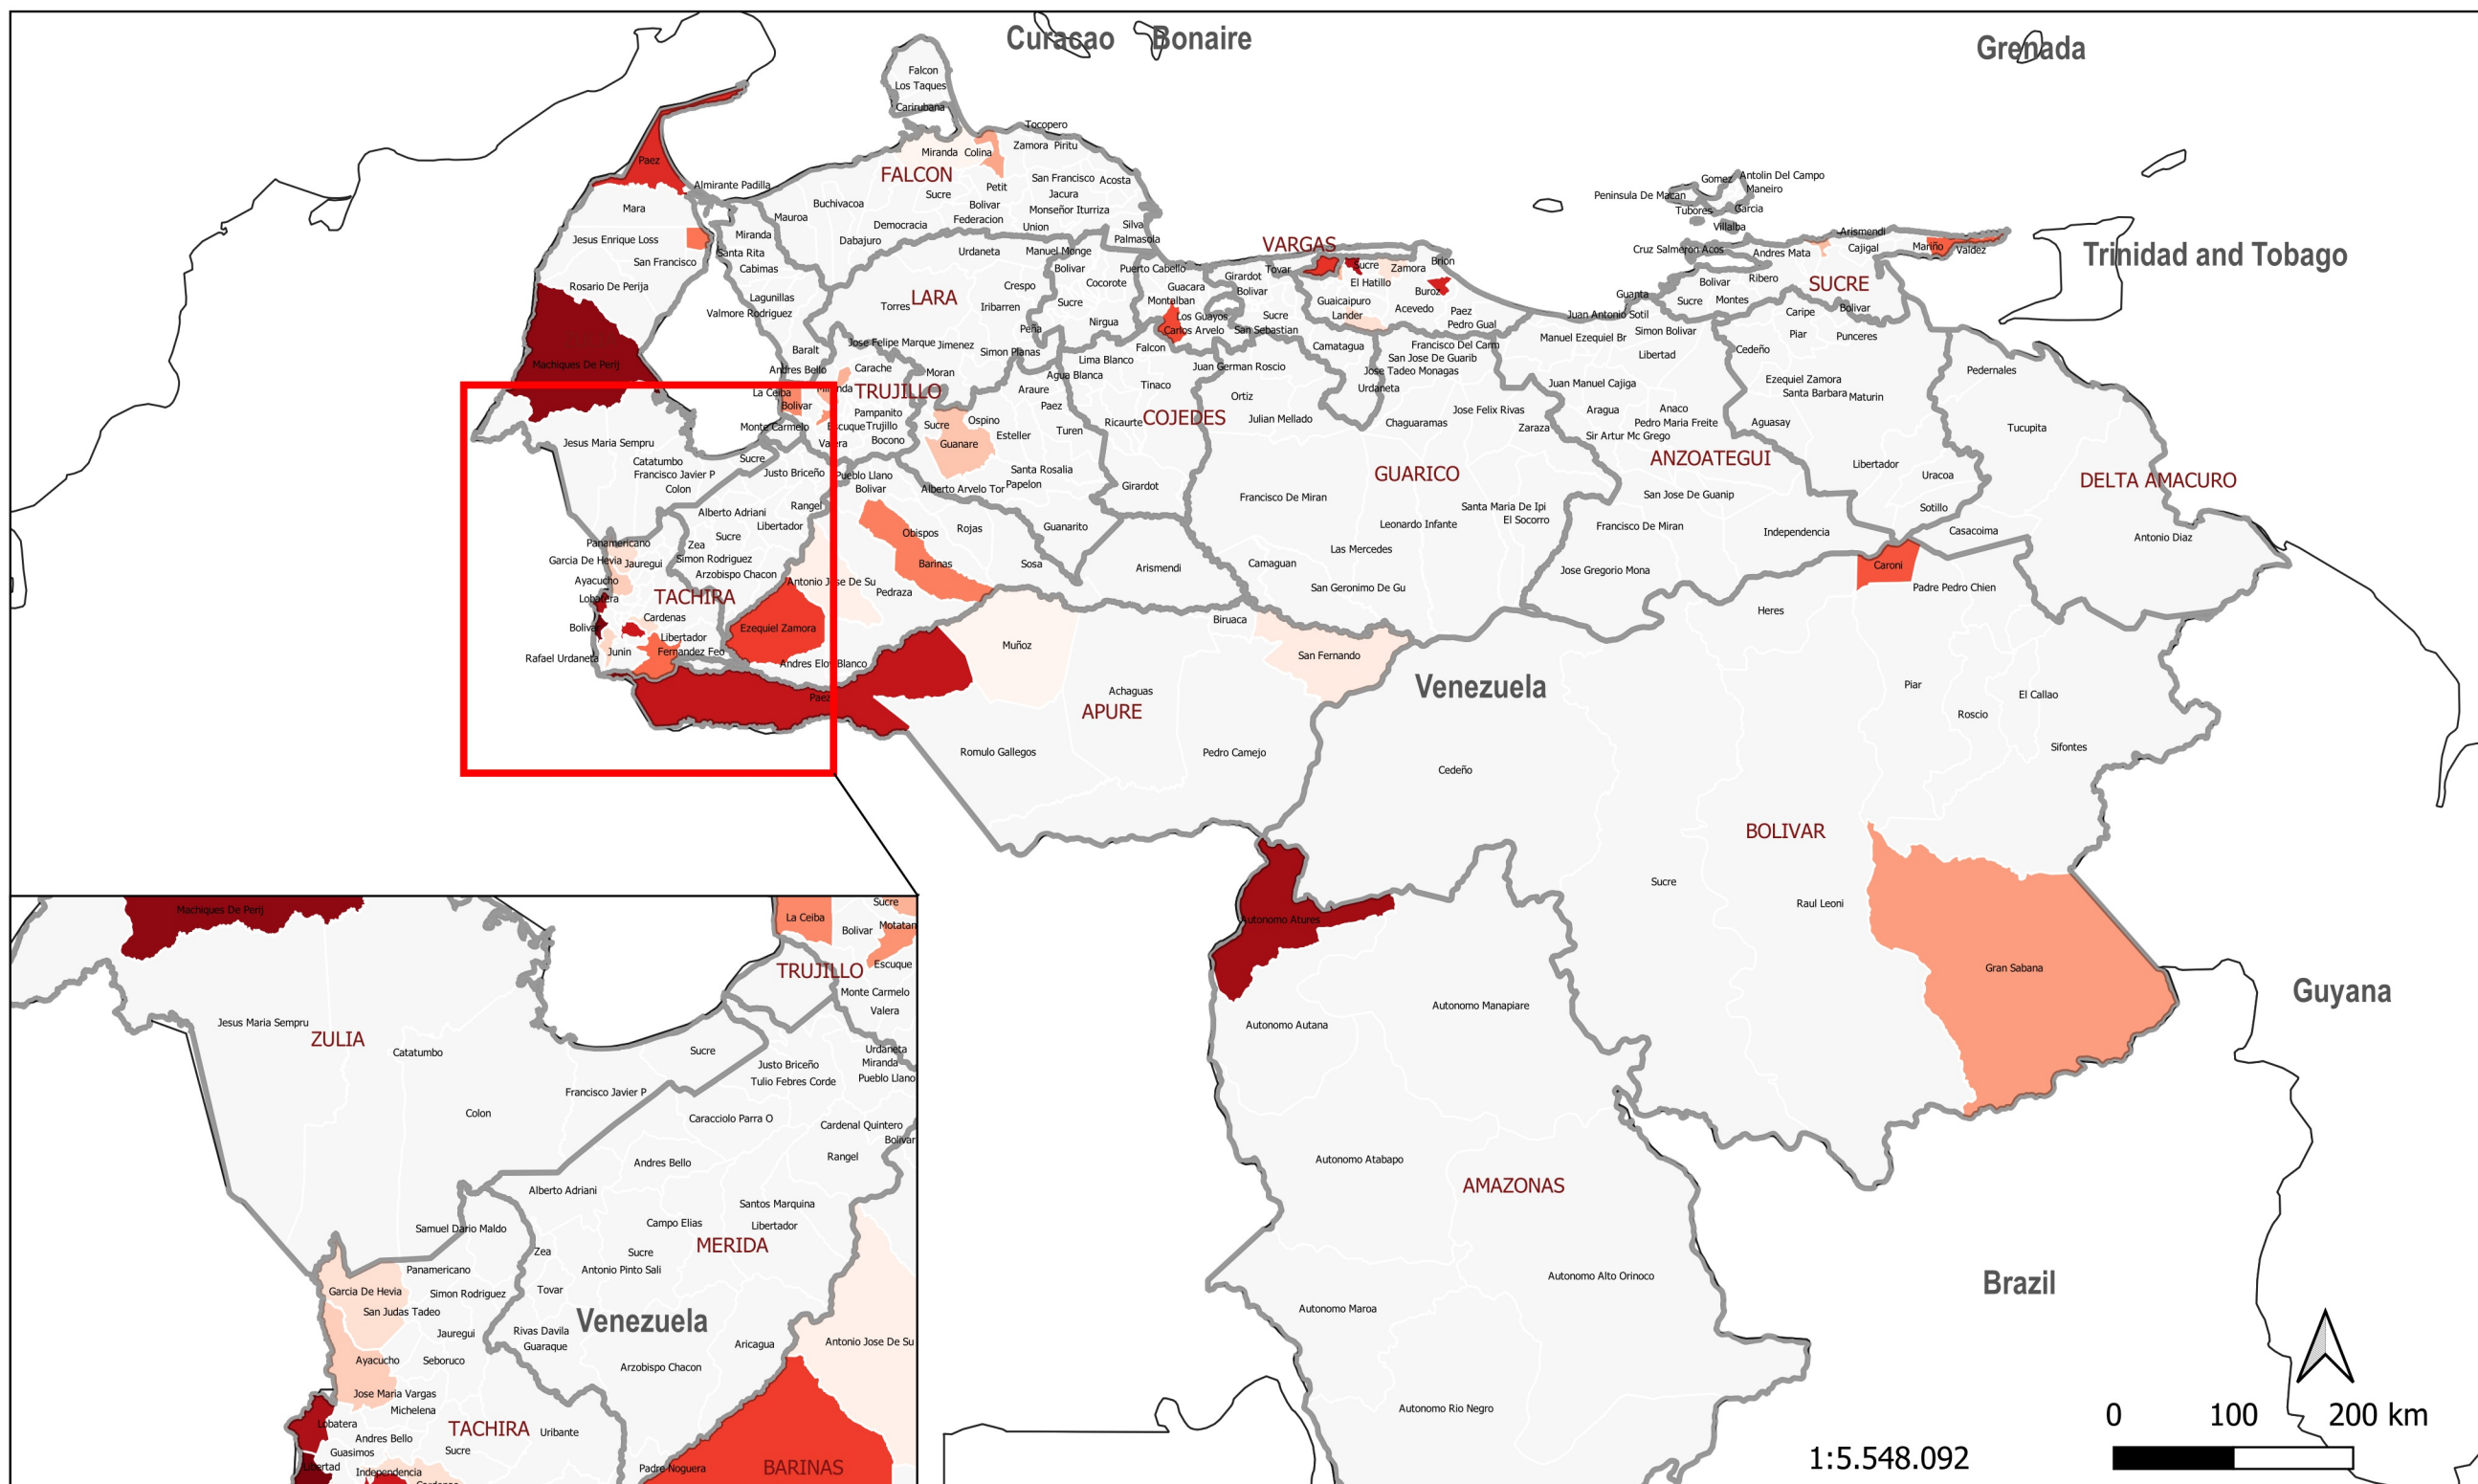 Curacao
Bonaire
Grenada
Falcon
Los Taques
Carirubana
Tocopero
Miranda
Colina
Zamora
Piritu
FALCON
Paez
Almirante Padilla
San Francisco
Acosta
Petit
Jacura
Sucre
Bolivar
Monseñor Iturriza
Buchivacoa
Mauroa
Federacion
Democracia
Union
Silva
Dabajuro
Palmasola
Mara
Jesus Enrique Loss
San Francisco
Rosario De Perija
Machiques De Perij
Miranda
Santa Rita
Cabimas
Lagunillas
Valmore Rodriguez
Baralt
Urdaneta
Manuel Monge
Bolivar
Crespo
Cocorote
LARA
Torres
Iribarren
Sucre
Peña
Nirgua
Jose Felipe Marque
Jimenez
Simon Planas
Moran
VARGAS
Puerto Cabello
Guacara
Montalban
Los Guayos
Carlos Arvelo
Falcon
Girardot
Tovar
Bolivar
Sucre
San Sebastian
Camatagua
Sucre
Zamora
Brion
El Hatillo
Buroz
Guaicaipuro
Lander
Acevedo
Paez
Pedro Gual
Gomez
Antolin Del Campo
Maneiro
Peninsula De Macan
Tubores
Garcia
Villalba
Cruz Salmeron Acos
Arismendi
Andres Mata
Cajigal
Mariño
Valdez
Trinidad and Tobago
Bolivar
Ribero
SUCRE
Guanta
Sucre
Montes
Juan Antonio Sotil
Caripe
Bolivar
Manuel Ezequiel Br
Simon Bolivar
Piar
Punceres
Libertad
Cedeño
Andres Bello
Carache
La Ceiba
Miranda
TRUJILLO
Bolivar
Pampanito
Monte Carmelo
Escuque
Trujillo
Valera
Bocono
Agua Blanca
Lima Blanco
Tinaco
Juan German Roscio
Araure
Paez
Ricaurte
COJEDES
Ortiz
Julian Mellado
Sucre
Ospino
Esteller
Turen
Guanare
Santa Rosalia
Papelon
Girardot
Alberto Arvelo Tor
Guanarito
Francisco Del Carm
San Jose De Guarib
Jose Tadeo Monagas
Urdaneta
Jose Felix Rivas
Chaguaramas
Zaraza
GUARICO
Francisco De Miran
Santa Maria De Ipi
El Socorro
Leonardo Infante
Las Mercedes
Camaguan
San Geronimo De Gu
Juan Manuel Cajiga
Aragua
Anaco
Pedro Maria Freite
Sir Artur Mc Grego
ANZOATEGUI
San Jose De Guanip
Francisco De Miran
Independencia
Jose Gregorio Mona
Ezequiel Zamora
Santa Barbara
Maturin
Aguasay
Libertador
Uracoa
Sotillo
Pedernales
Tucupita
DELTA AMACURO
Casacoima
Antonio Diaz
Jesus Maria Sempru
Catatumbo
Francisco Javier P
Colon
Sucre
Justo Briceño
Pueblo Llano
Bolivar
Rangel
Alberto Adriani
Libertador
Sucre
Zea
Simon Rodriguez
Arzobispo Chacon
Panamericano
Garcia De Hevia
Jauregui
Ayacucho
TACHIRA
Lobatera
Cardenas
Bolivar
Libertador
Junin
Fernandez Feo
Rafael Urdaneta
Obispos
Rojas
Barinas
Sosa
Antonio Jose De Su
Pedraza
Ezequiel Zamora
Andres Eloy Blanco
Arismendi
Paez
Muñoz
Biruaca
San Fernando
Achaguas
APURE
Romulo Gallegos
Pedro Camejo
Venezuela
Caroni
Padre Pedro Chien
Heres
Piar
El Callao
Roscio
Sifontes
Cedeño
BOLIVAR
Sucre
Raul Leoni
Gran Sabana
Guyana
Autonomo Atures
Autonomo Manapiare
Autonomo Autana
Autonomo Atabapo
AMAZONAS
Autonomo Alto Orinoco
Autonomo Maroa
Autonomo Rio Negro
Brazil
Machiques De Perij
La Ceiba
Sucre
Bolivar
Motatan
Escuque
TRUJILLO
Monte Carmelo
Valera
Jesus Maria Sempru
ZULIA
Catatumbo
Sucre
Urdaneta
Miranda
Justo Briceño
Pueblo Llano
Tulio Febres Corde
Francisco Javier P
Colon
Caracciolo Parra O
Cardenal Quintero
Bolivar
Rangel
Andres Bello
Alberto Adriani
Santos Marquina
Samuel Dario Maldo
Campo Elias
Libertador
Zea
Sucre
MERIDA
Panamericano
Antonio Pinto Sali
Garcia De Hevia
Simon Rodriguez
Tovar
San Judas Tadeo
Venezuela
Jauregui
Rivas Davila
Guaraque
Aricagua
Antonio Jose De Su
Ayacucho
Seboruco
Arzobispo Chacon
Jose Maria Vargas
Michelena
Lobatera
TACHIRA
Uribante
Andres Bello
Guasimos
Sucre
Independencia
Padre Noguera
BARINAS
0 100 200 km
1:5.548.092